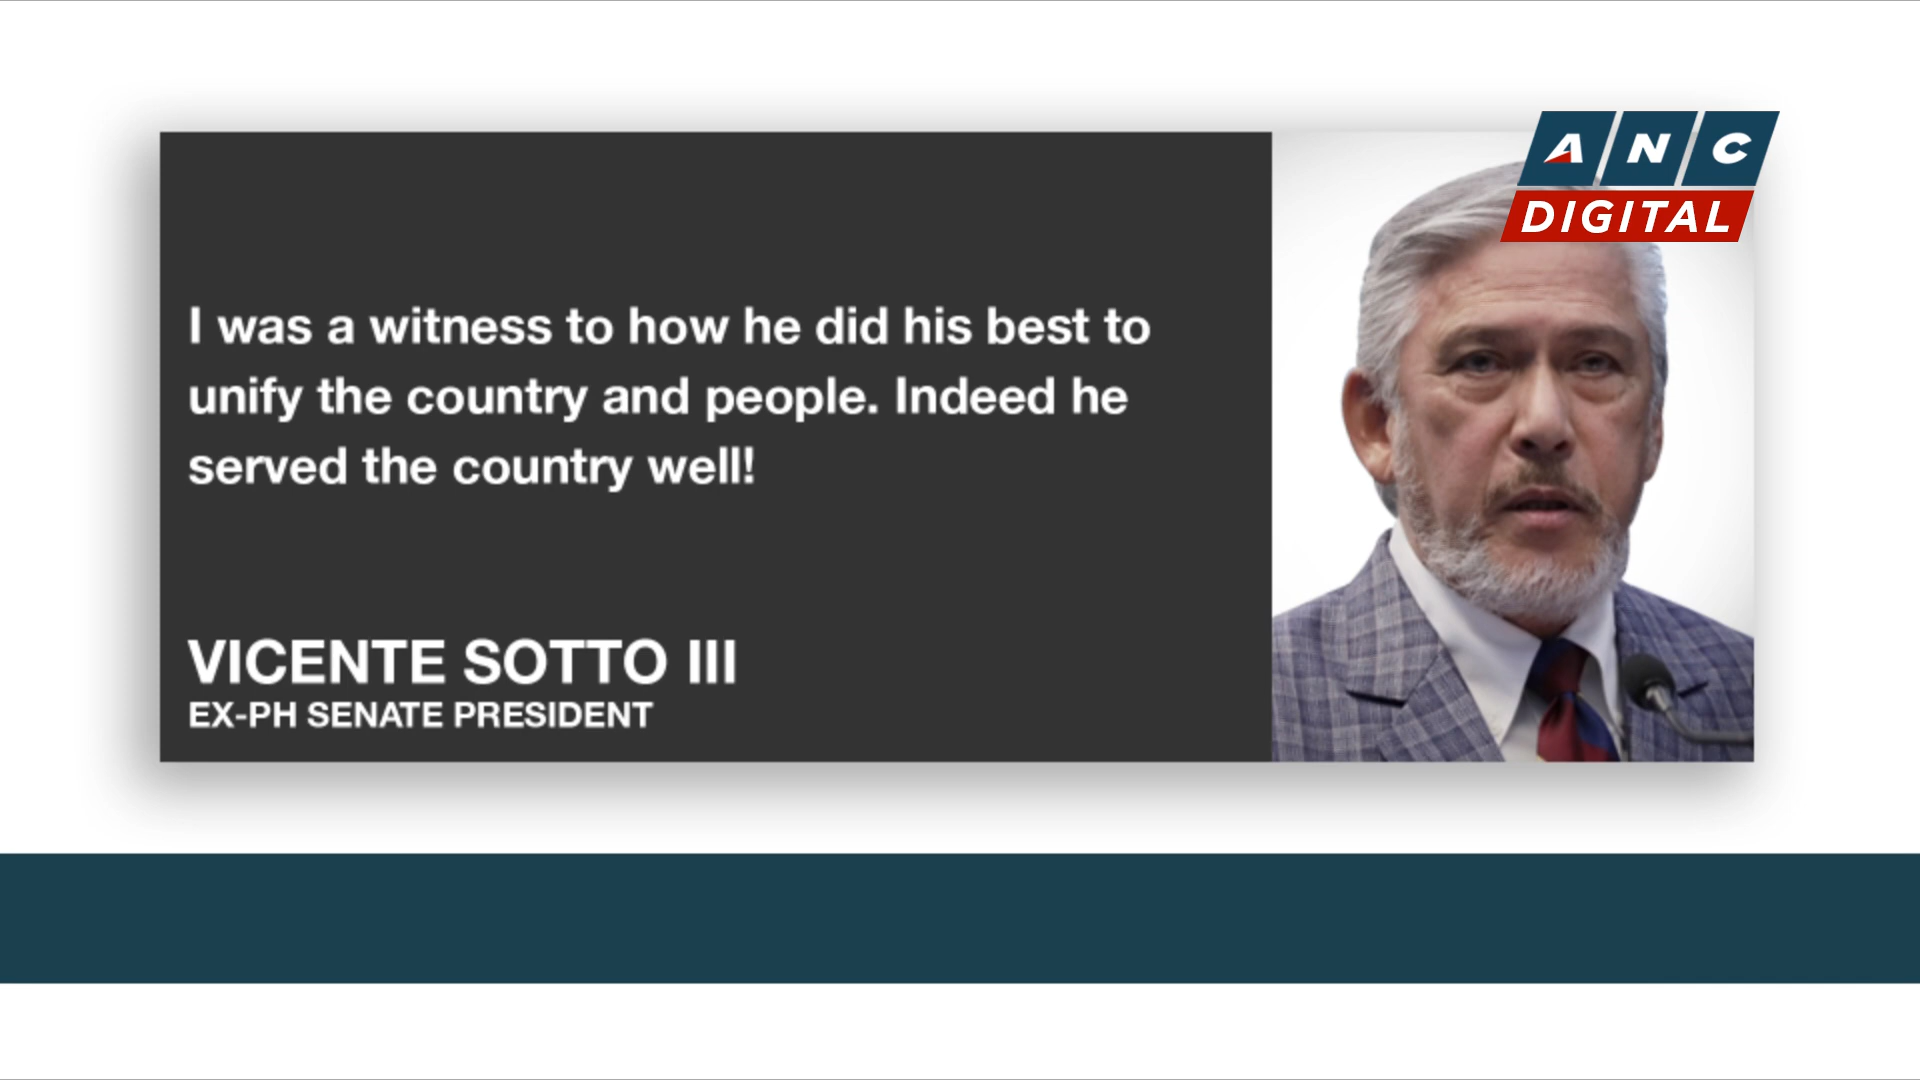 ANC
DIGITAL
I was a witness to how he did his best to
unify the country and people. Indeed he
served the country well!
VICENTE SOTTO III
EX-PH SENATE PRESIDENT